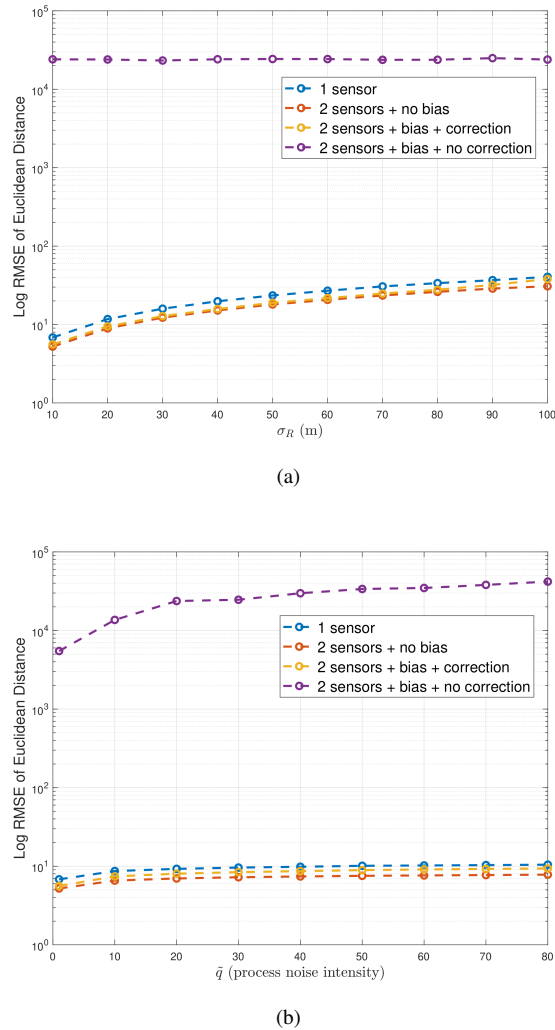 10^5
10^4
10^3
10^2
10^1
10^0
Log RMSE of Euclidean Distance
1 sensor
2 sensors + no bias
2 sensors + bias + correction
2 sensors + bias + no correction
10 20 30 40 50 60 70 80 90 100
σ_R (m)
(a)
10^5
10^4
10^3
10^2
10^1
10^0
Log RMSE of Euclidean Distance
1 sensor
2 sensors + no bias
2 sensors + bias + correction
2 sensors + bias + no correction
0 10 20 30 40 50 60 70 80
q̃ (process noise intensity)
(b)